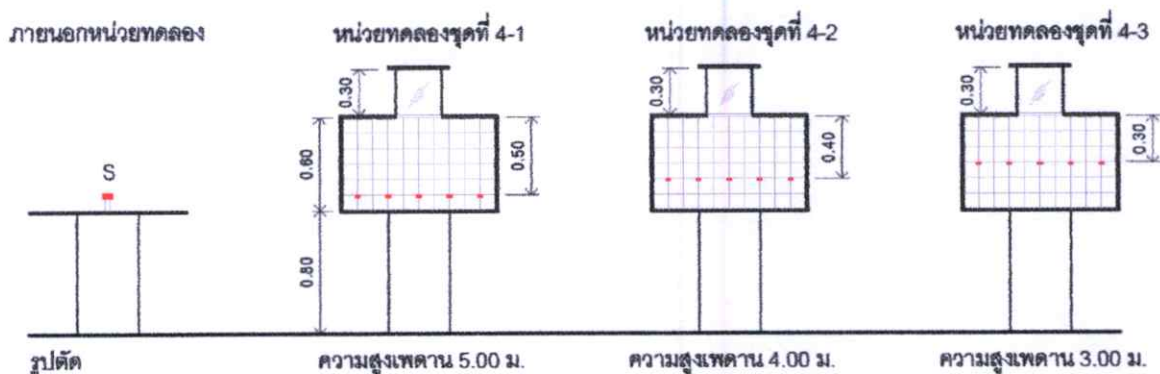 ภายนอกหน่วยทดลอง
หน่วยทดลองชุดที่ 4-1
หน่วยทดลองชุดที่ 4-2
หน่วยทดลองชุดที่ 4-3
0.30
0.30
0.30
S
0.60
0.50
0.40
0.30
0.80
รูปตัด
ความสูงเพดาน 5.00 ม.
ความสูงเพดาน 4.00 ม.
ความสูงเพดาน 3.00 ม.